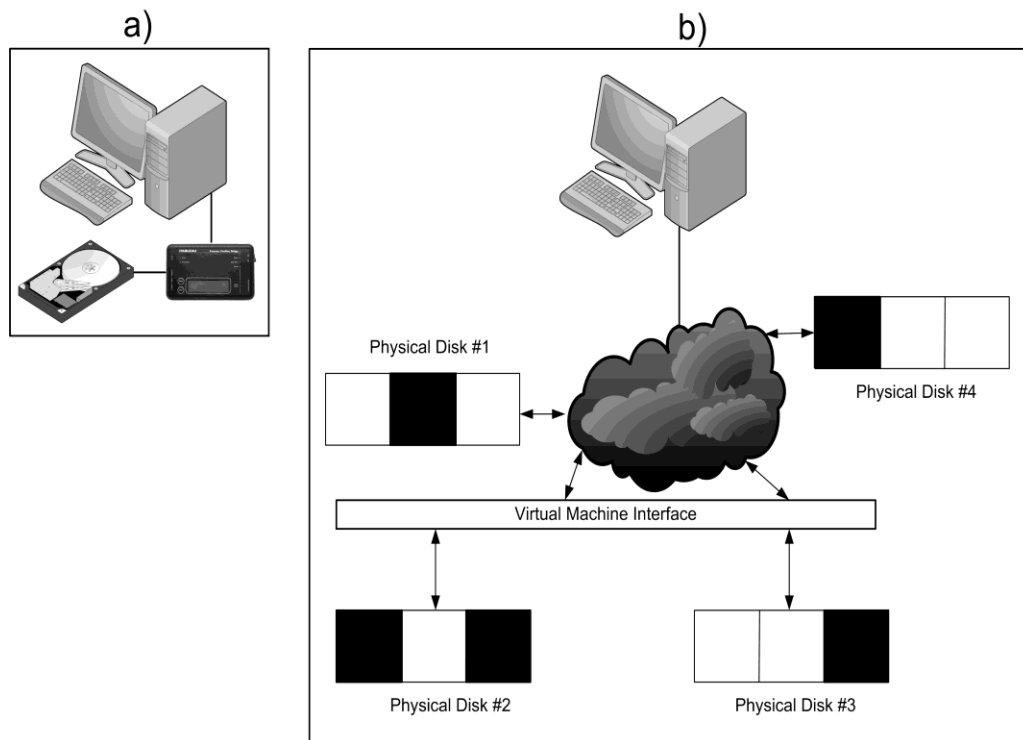 a)
b)
Physical Disk #1
Physical Disk #4
Virtual Machine Interface
Physical Disk #2
Physical Disk #3